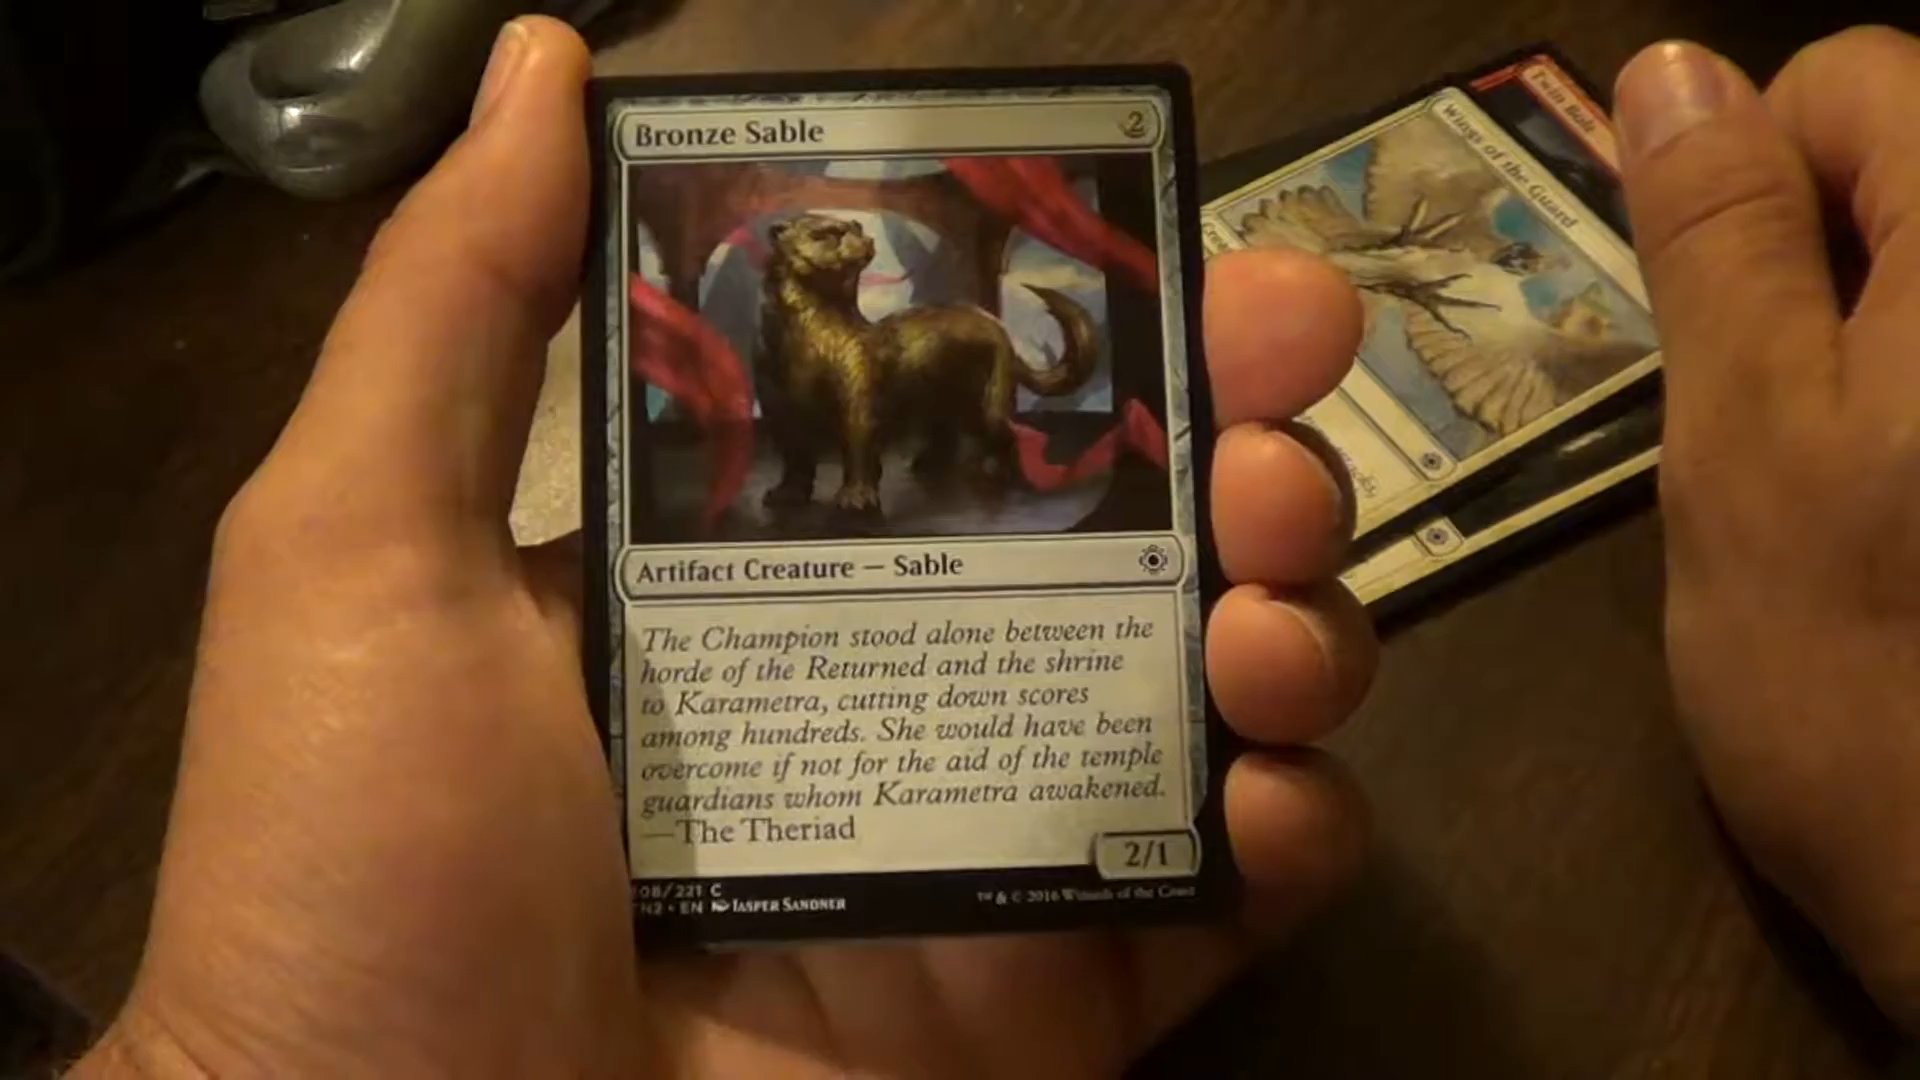 Bronze Sable
2
Artifact Creature — Sable
The Champion stood alone between the
horde of the Returned and the shrine
to Karametra, cutting down scores
among hundreds. She would have been
overcome if not for the aid of the temple
guardians whom Karametra awakened.
—The Theriad
2/1
08/221 C
N2 • EN Jasper Sandner
™ & © 2016 Wizards of the Coast
Twin Bolt
Wings of the Guard